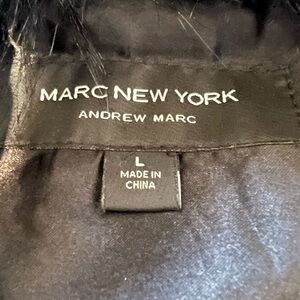 MARC NEW YORK
ANDREW MARC
L
MADE IN
CHINA